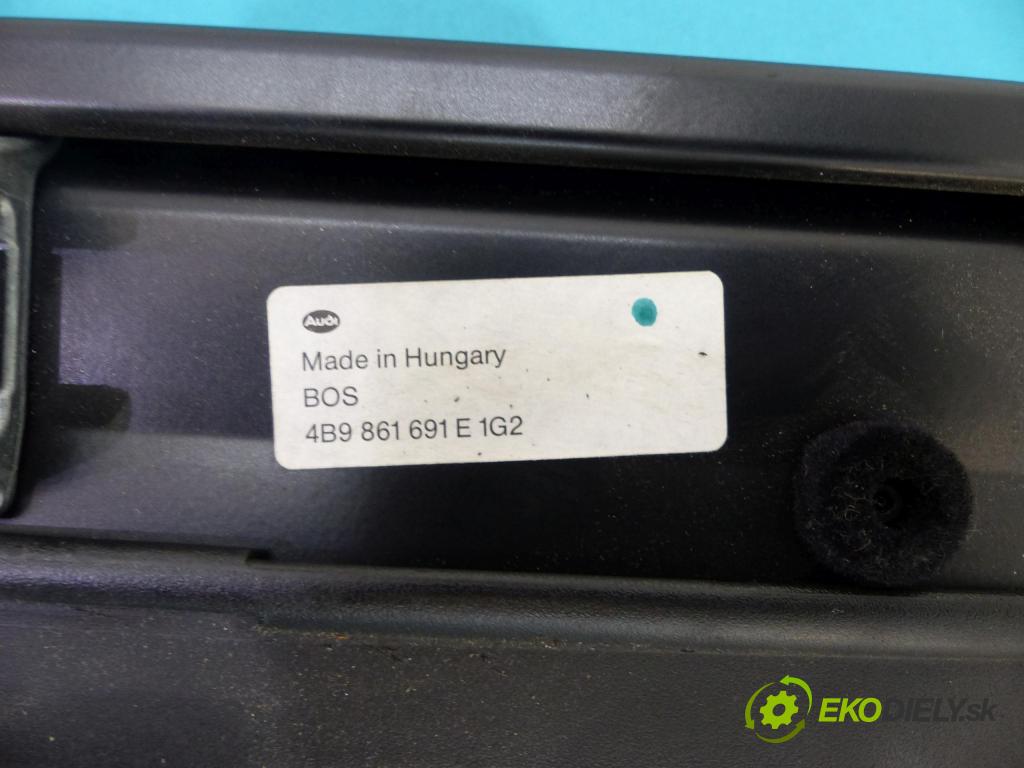 Audi
Made in Hungary
BOS
4B9 861 691 E 1G2
EKODIELY.sk